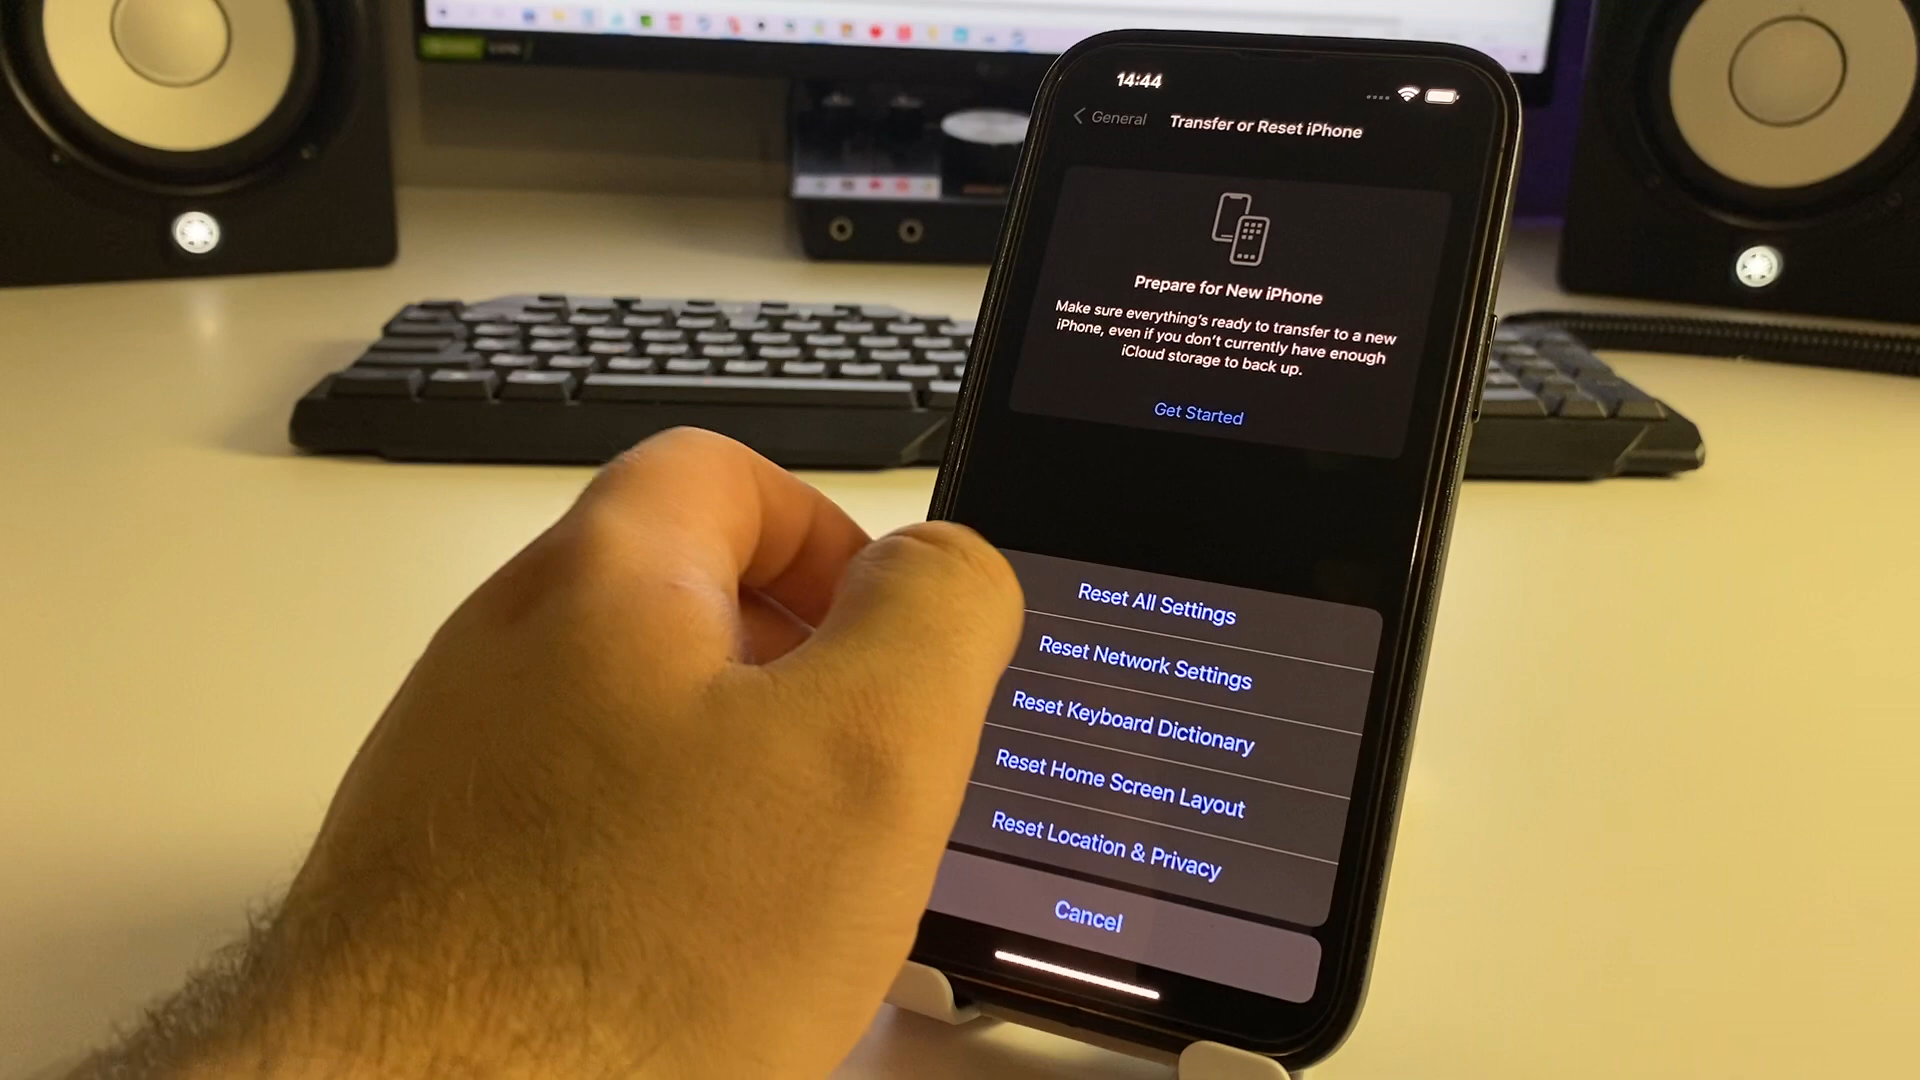 14:44
General
Transfer or Reset iPhone
Prepare for New iPhone
Make sure everything's ready to transfer to a new
iPhone, even if you don't currently have enough
iCloud storage to back up.
Get Started
Reset All Settings
Reset Network Settings
Reset Keyboard Dictionary
Reset Home Screen Layout
Reset Location & Privacy
Cancel